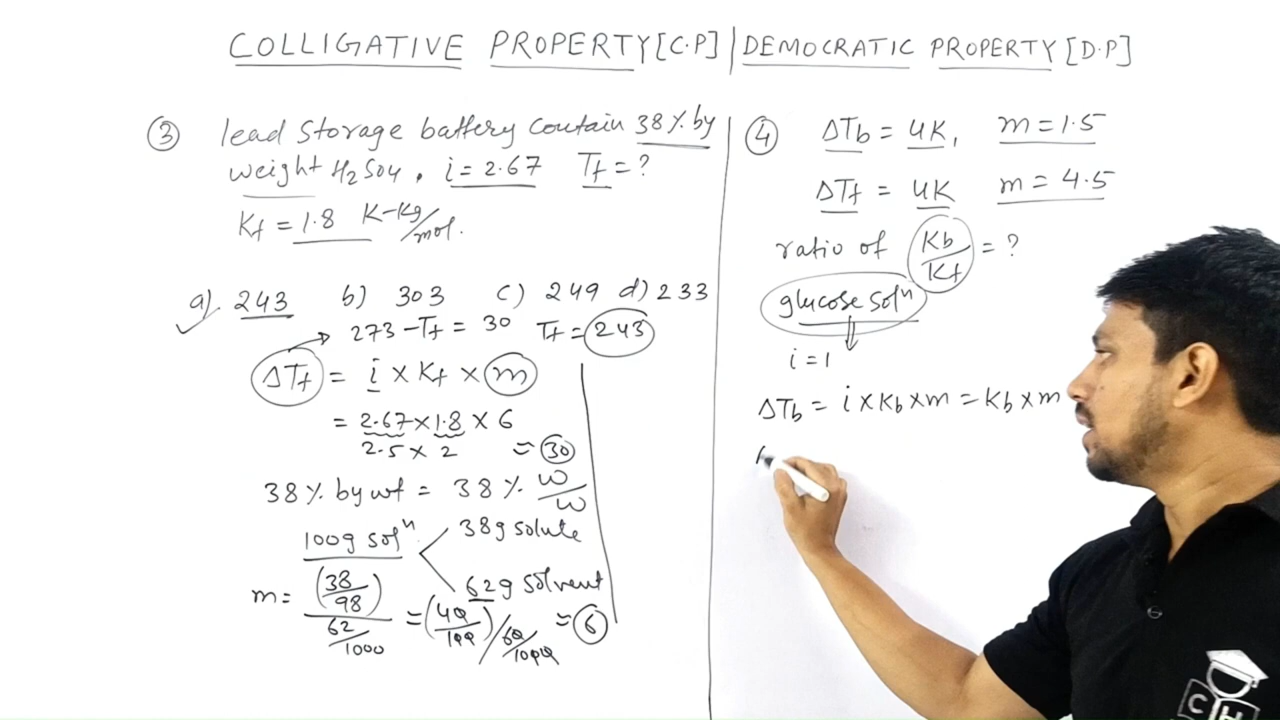 COLLIGATIVE PROPERTY [C.P] | DEMOCRATIC PROPERTY [D.P]
③ lead storage battery contain 38% by
weight H2SO4. i = 2.67 Tf = ?
Kf = 1.8 K-Kg/mol.
a) 243 b) 303 c) 249 d) 233
273 - Tf = 30 Tf = 243
ΔTf = i × Kf × m
= 2.67 × 1.8 × 6
2.5 × 2 ≈ 30
38% by wt = 38% w/w
100g solⁿ
38g solute
62g solvent
m = (38/98) / 62/1000 = (40/100) / 60/1000 ≈ 6
④ ΔTb = 4K, m = 1.5
ΔTf = 4K m = 4.5
ratio of Kb/Kf = ?
glucose solⁿ
i = 1
ΔTb = i × Kb × m = Kb × m
CH